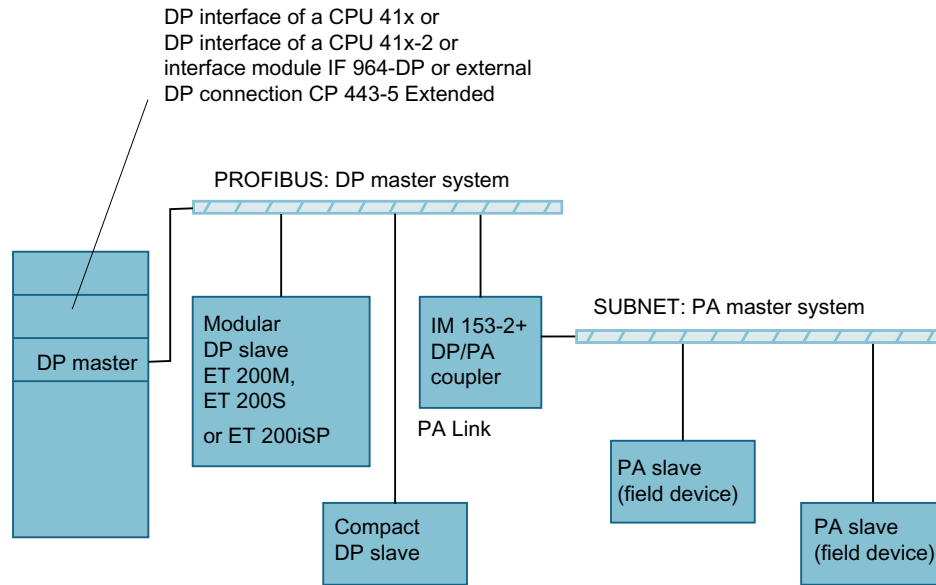 DP interface of a CPU 41x or
DP interface of a CPU 41x-2 or
interface module IF 964-DP or external
DP connection CP 443-5 Extended
PROFIBUS: DP master system
SUBNET: PA master system
DP master
Modular
DP slave
ET 200M,
ET 200S
or ET 200iSP
IM 153-2+
DP/PA
coupler
PA Link
Compact
DP slave
PA slave
(field device)
PA slave
(field device)